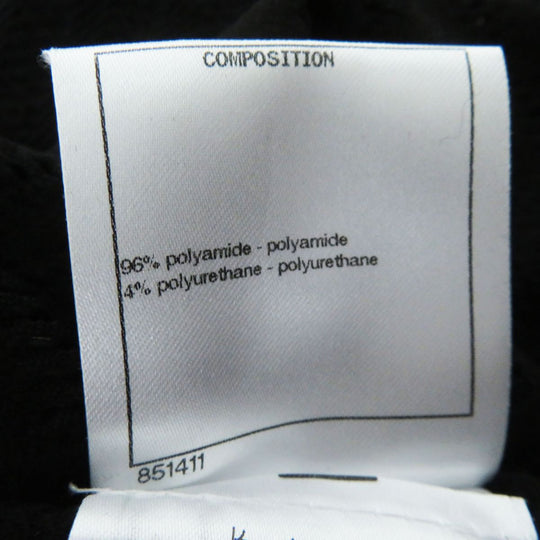 COMPOSITION
96% polyamide - polyamide
4% polyurethane - polyurethane
851411